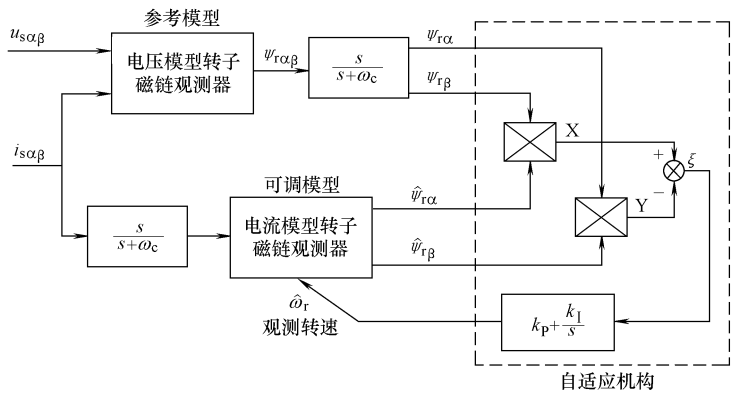 参考模型
u_sαβ
电压模型转子
磁链观测器
ψ_rαβ
s
s+ω_c
ψ_rα
ψ_rβ
X
+
ξ
i_sαβ
−
可调模型
ψ̂_rα
Y
s
s+ω_c
电流模型转子
磁链观测器
ψ̂_rβ
ω̂_r
观测转速
k_P+k_I/s
自适应机构